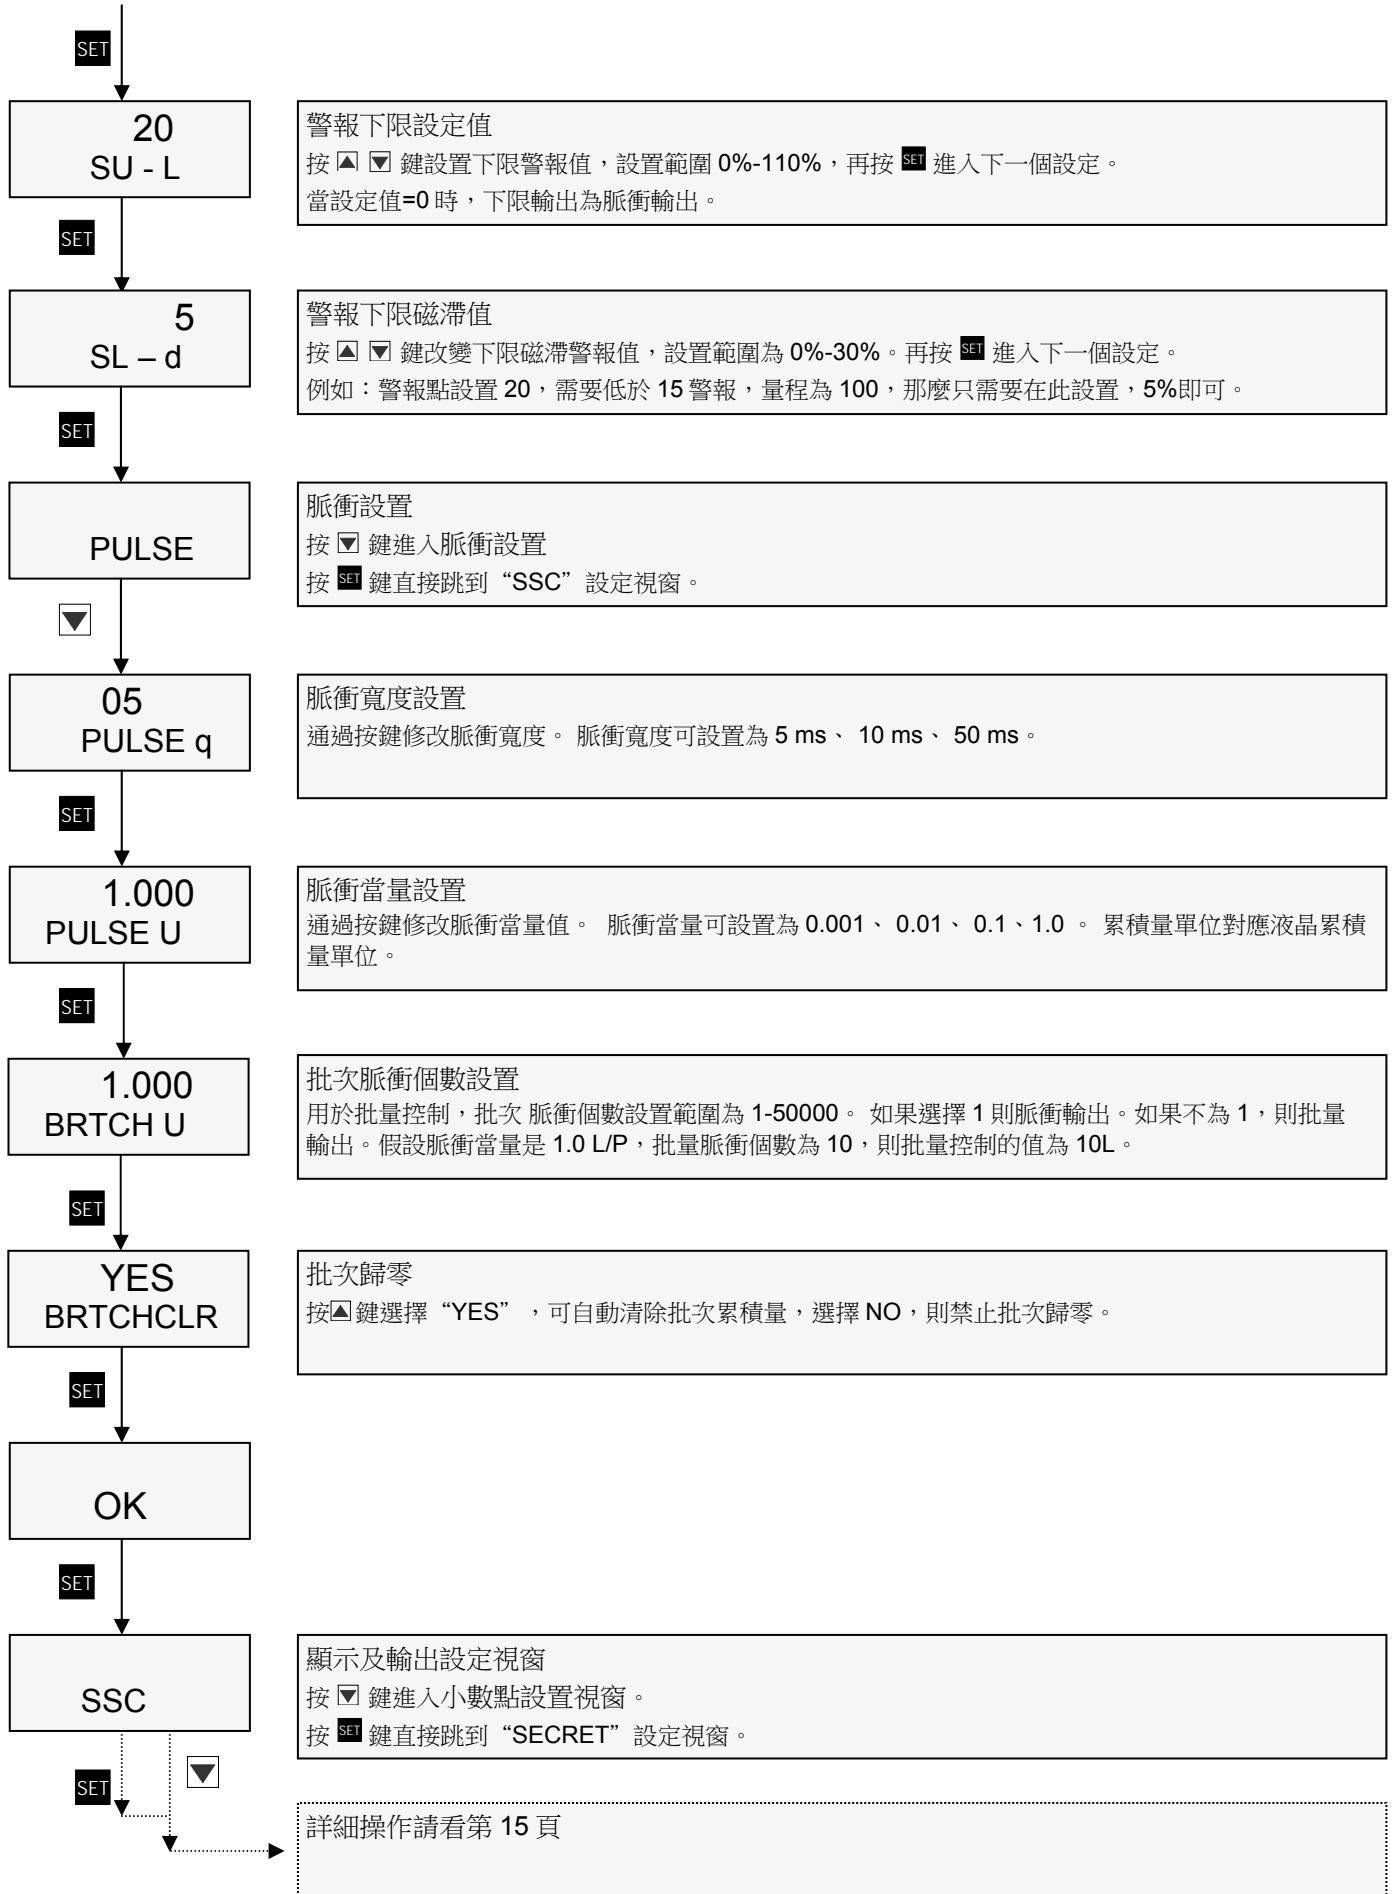 SET
20
SU - L
警報下限設定值
按 ▲ ▼ 鍵設置下限警報值，設置範圍 0%-110%，再按 SET 進入下一個設定。
當設定值=0 時，下限輸出為脈衝輸出。
SET
5
SL – d
警報下限磁滯值
按 ▲ ▼ 鍵改變下限磁滯警報值，設置範圍為 0%-30%。再按 SET 進入下一個設定。
例如：警報點設置 20，需要低於 15 警報，量程為 100，那麼只需要在此設置，5%即可。
SET
PULSE
脈衝設置
按 ▼ 鍵進入脈衝設置
按 SET 鍵直接跳到“SSC”設定視窗。
▼
05
PULSE q
脈衝寬度設置
通過按鍵修改脈衝寬度。 脈衝寬度可設置為 5 ms、 10 ms、 50 ms。
SET
1.000
PULSE U
脈衝當量設置
通過按鍵修改脈衝當量值。 脈衝當量可設置為 0.001、 0.01、 0.1、1.0 。 累積量單位對應液晶累積
量單位。
SET
1.000
BRTCH U
批次脈衝個數設置
用於批量控制，批次 脈衝個數設置範圍為 1-50000。 如果選擇 1 則脈衝輸出。如果不為 1，則批量
輸出。假設脈衝當量是 1.0 L/P，批量脈衝個數為 10，則批量控制的值為 10L。
SET
YES
BRTCHCLR
批次歸零
按▲ 鍵選擇“YES”，可自動清除批次累積量，選擇 NO，則禁止批次歸零。
SET
OK
SET
SSC
顯示及輸出設定視窗
按 ▼ 鍵進入小數點設置視窗。
按 SET 鍵直接跳到“SECRET”設定視窗。
SET ▼
詳細操作請看第 15 頁